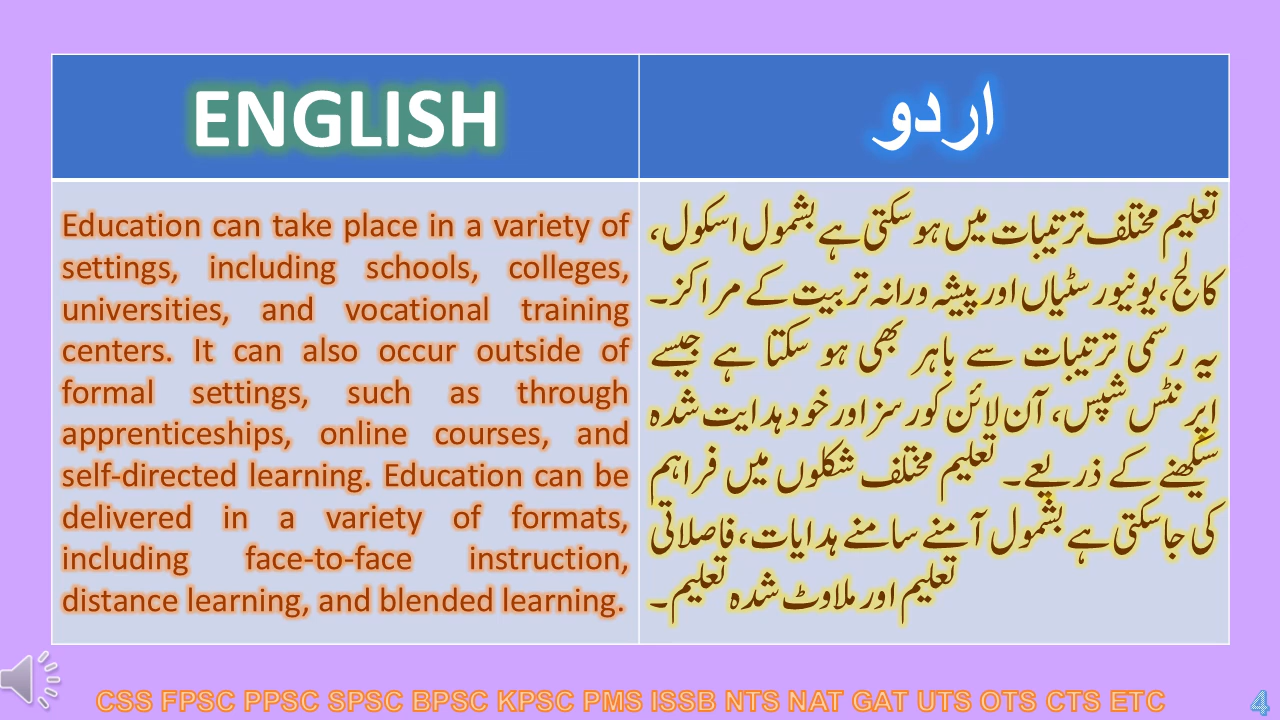 ENGLISH
اردو
Education can take place in a variety of
settings, including schools, colleges,
universities, and vocational training
centers. It can also occur outside of
formal settings, such as through
apprenticeships, online courses, and
self-directed learning. Education can be
delivered in a variety of formats,
including face-to-face instruction,
distance learning, and blended learning.
تعلیم مختلف ترتیبات میں ہو سکتی ہے بشمول اسکول،
کالج، یونیورسٹیاں اور پیشہ ورانہ تربیت کے مراکز۔
یہ رسمی ترتیبات سے باہر بھی ہو سکتا ہے جیسے
اپرنٹس شپس، آن لائن کورسز اور خود ہدایت شدہ
سیکھنے کے ذریعے۔ تعلیم مختلف شکلوں میں فراہم
کی جا سکتی ہے بشمول آمنے سامنے ہدایات، فاصلاتی
تعلیم اور ملاوٹ شدہ تعلیم۔
CSS FPSC PPSC SPSC BPSC KPSC PMS ISSB NTS NAT GAT UTS OTS CTS ETC
4